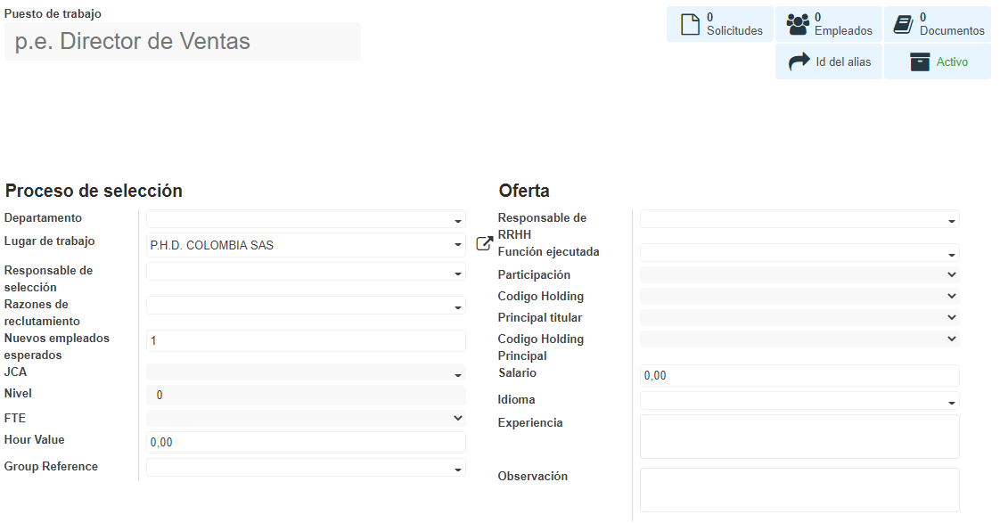 Puesto de trabajo
p.e. Director de Ventas
0
Solicitudes
0
Empleados
0
Documentos
Id del alias
Activo
Proceso de selección
Departamento
Lugar de trabajo
P.H.D. COLOMBIA SAS
Responsable de
selección
Razones de
reclutamiento
Nuevos empleados
esperados
1
JCA
Nivel
0
FTE
Hour Value
0,00
Group Reference
Oferta
Responsable de
RRHH
Función ejecutada
Participación
Codigo Holding
Principal titular
Codigo Holding
Principal
Salario
0,00
Idioma
Experiencia
Observación